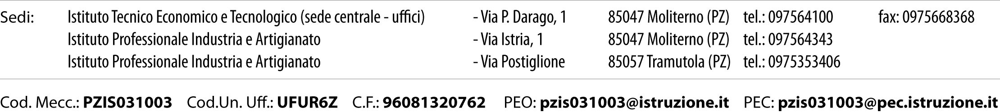 Sedi: Istituto Tecnico Economico e Tecnologico (sede centrale - uffici) - Via P. Darago, 1 85047 Moliterno (PZ) tel.: 097564100 fax: 0975668368
Istituto Professionale Industria e Artigianato - Via Istria, 1 85047 Moliterno (PZ) tel.: 097564343
Istituto Professionale Industria e Artigianato - Via Postiglione 85057 Tramutola (PZ) tel.: 0975353406
Cod. Mecc.: PZIS031003 Cod.Un. Uff.: UFUR6Z C.F.: 96081320762 PEO: pzis031003@istruzione.it PEC: pzis031003@pec.istruzione.it